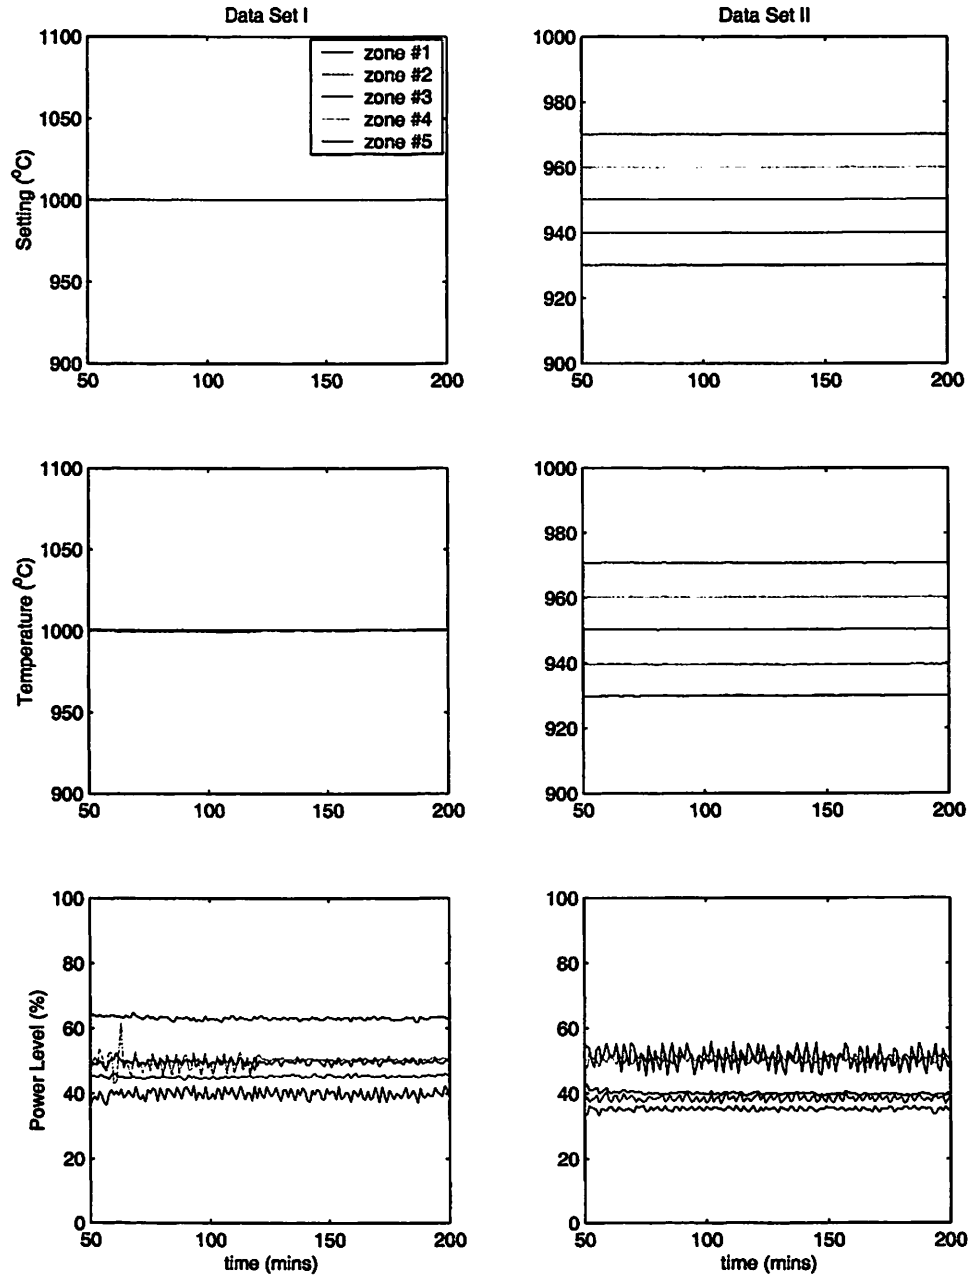 Data Set I
Data Set II
1100
1050
1000
950
900
Setting (°C)
50 100 150 200
zone #1
zone #2
zone #3
zone #4
zone #5
1000
980
960
940
920
900
50 100 150 200
1100
1050
1000
950
900
Temperature (°C)
50 100 150 200
1000
980
960
940
920
900
50 100 150 200
100
80
60
40
20
0
Power Level (%)
50 100 150 200
time (mins)
100
80
60
40
20
0
50 100 150 200
time (mins)